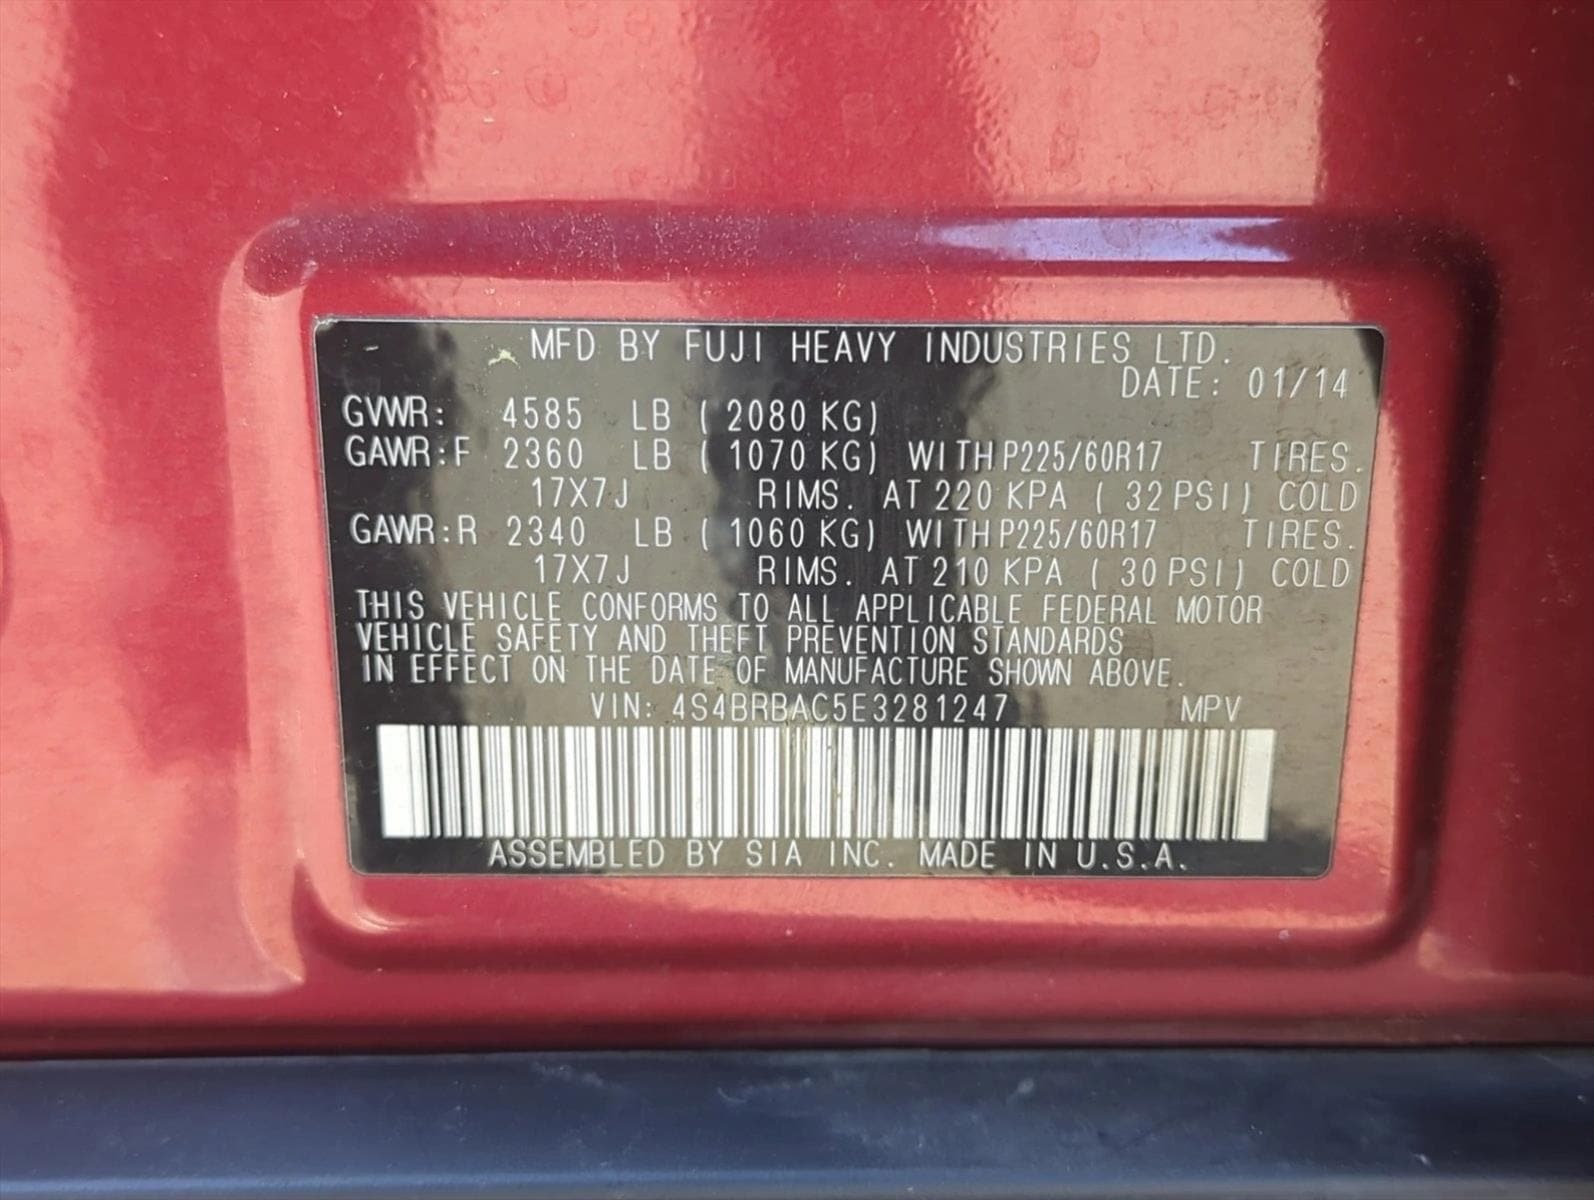 MFD BY FUJI HEAVY INDUSTRIES LTD.
DATE: 01/14
GVWR: 4585 LB ( 2080 KG)
GAWR:F 2360 LB ( 1070 KG) WITH P225/60R17 TIRES.
17X7J RIMS. AT 220 KPA ( 32 PSI) COLD
GAWR:R 2340 LB ( 1060 KG) WITH P225/60R17 TIRES.
17X7J RIMS. AT 210 KPA ( 30 PSI) COLD
THIS VEHICLE CONFORMS TO ALL APPLICABLE FEDERAL MOTOR
VEHICLE SAFETY AND THEFT PREVENTION STANDARDS
IN EFFECT ON THE DATE OF MANUFACTURE SHOWN ABOVE.
VIN: 4S4BRBAC5E3281247 MPV
ASSEMBLED BY SIA INC. MADE IN U.S.A.